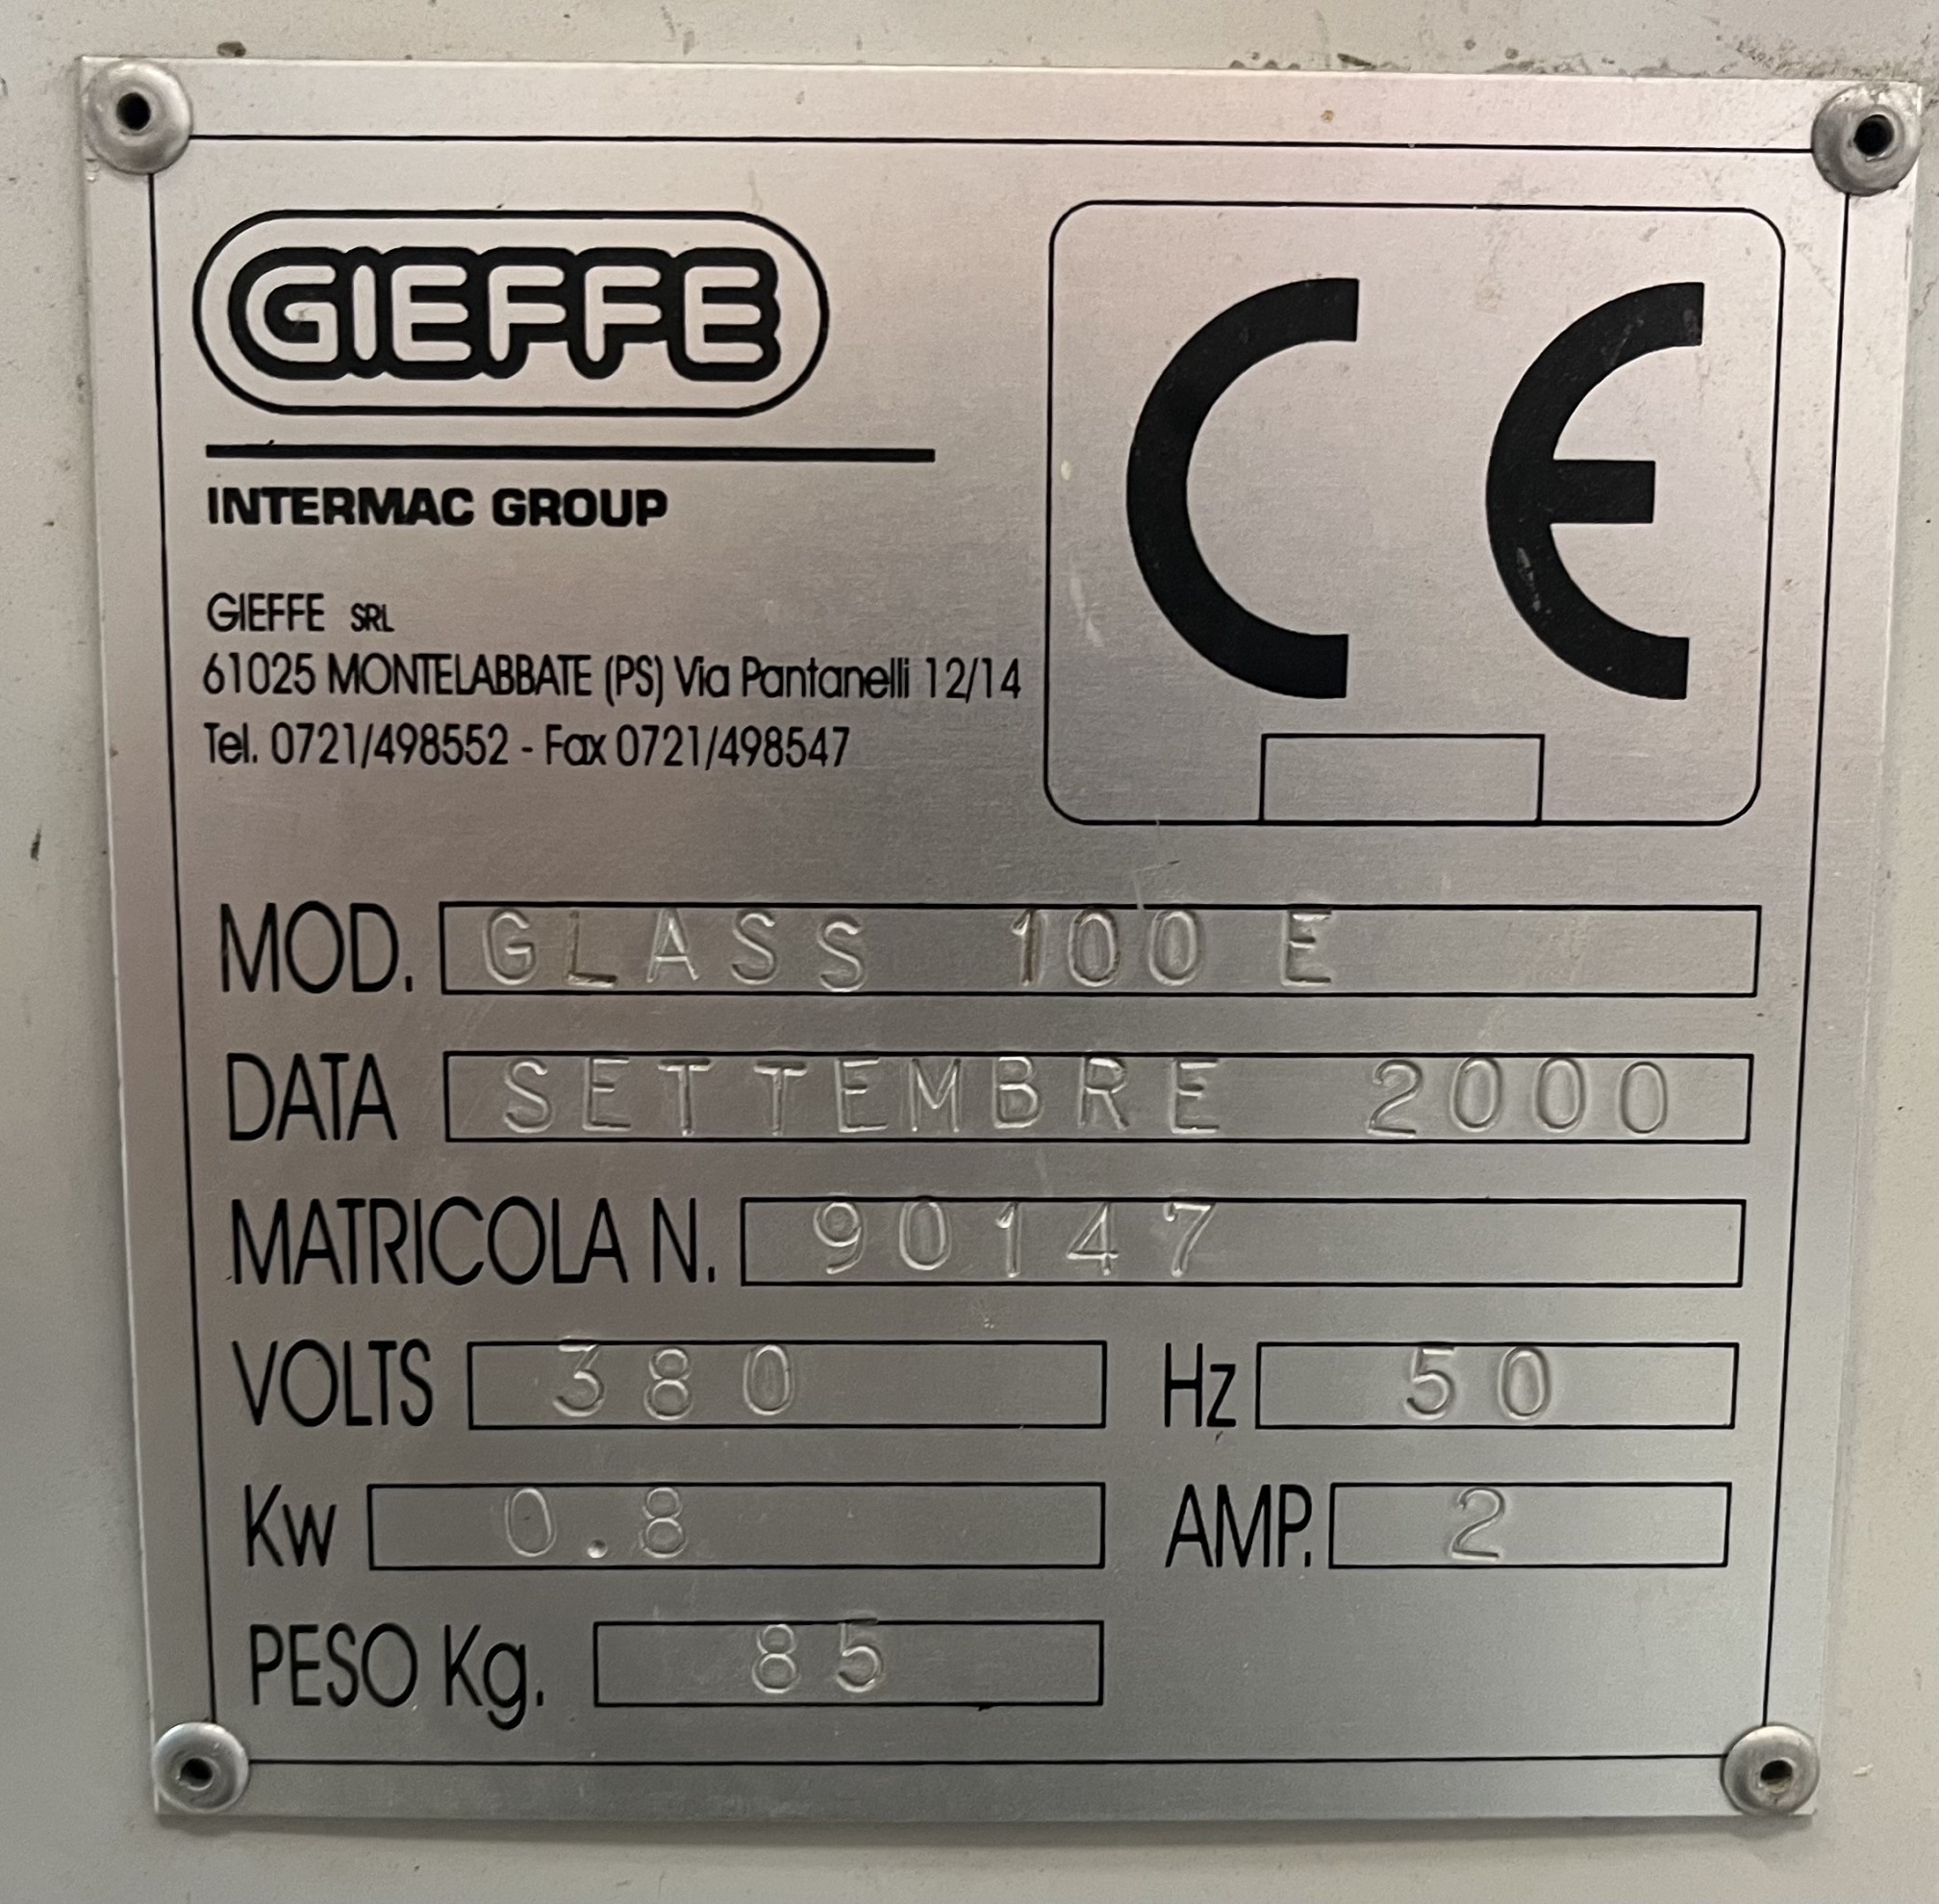 GIEFFE
INTERMAC GROUP
GIEFFE SRL
61025 MONTELABBATE (PS) Via Pantanelli 12/14
Tel. 0721/498552 - Fax 0721/498547
CE
MOD. GLASS 100 E
DATA SETTEMBRE 2000
MATRICOLA N. 90147
VOLTS 380 Hz 50
Kw 0.8 AMP. 2
PESO Kg. 85